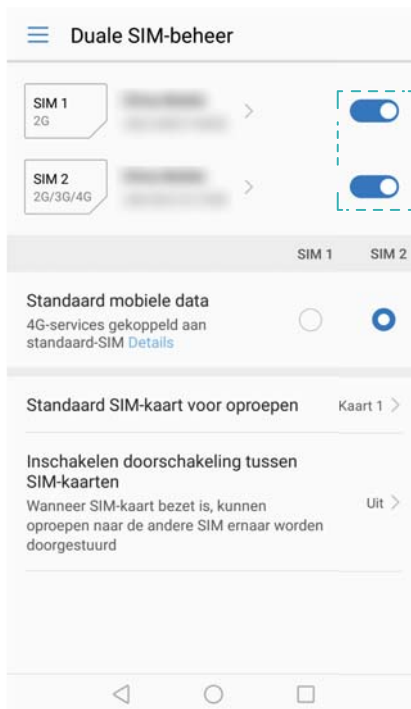 Duale SIM-beheer
SIM 1
2G
SIM 2
2G/3G/4G
SIM 1 SIM 2
Standaard mobiele data
4G-services gekoppeld aan
standaard-SIM Details
Standaard SIM-kaart voor oproepen Kaart 1
Inschakelen doorschakeling tussen
SIM-kaarten
Wanneer SIM-kaart bezet is, kunnen
oproepen naar de andere SIM ernaar worden
doorgestuurd
Uit